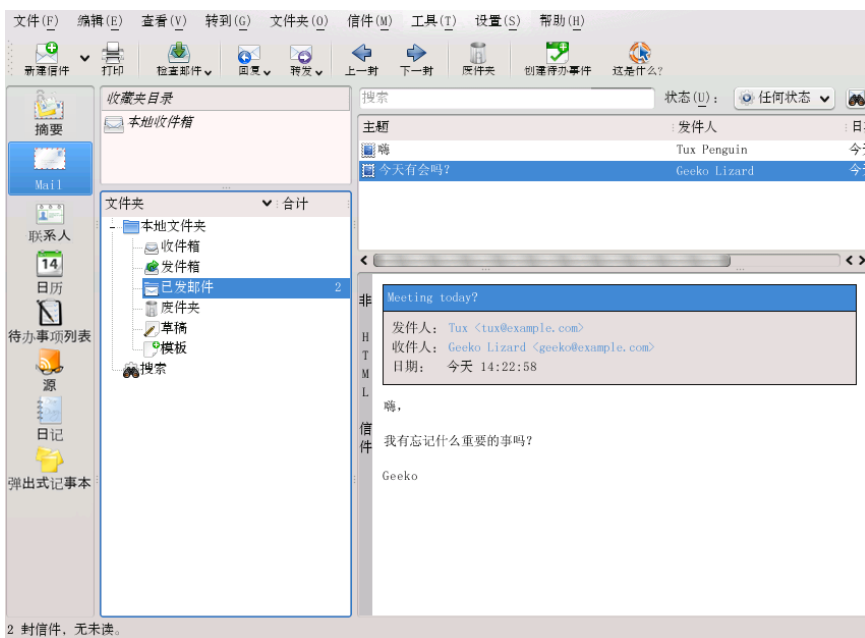 文件(F) 编辑(E) 查看(V) 转到(G) 文件夹(O) 信件(M) 工具(T) 设置(S) 帮助(H)
新建信件 打印 检查邮件 回复 转发 上一封 下一封 废件夹 创建待办事件 这是什么?
摘要
Mail
联系人
14
日历
待办事项列表
源
日记
弹出式记事本
收藏夹目录
本地收件箱
文件夹 合计
本地文件夹
收件箱
发件箱
已发邮件 2
废件夹
草稿
模板
搜索
搜索 状态(U): 任何状态
主题 发件人
嗨 Tux Penguin
今天有会吗? Geeko Lizard
非 HTML 信件
Meeting today?
发件人: Tux <tux@example.com>
收件人: Geeko Lizard <geeko@example.com>
日期: 今天 14:22:58
嗨,
我有忘记什么重要的事吗?
Geeko
2 封信件, 无未读。